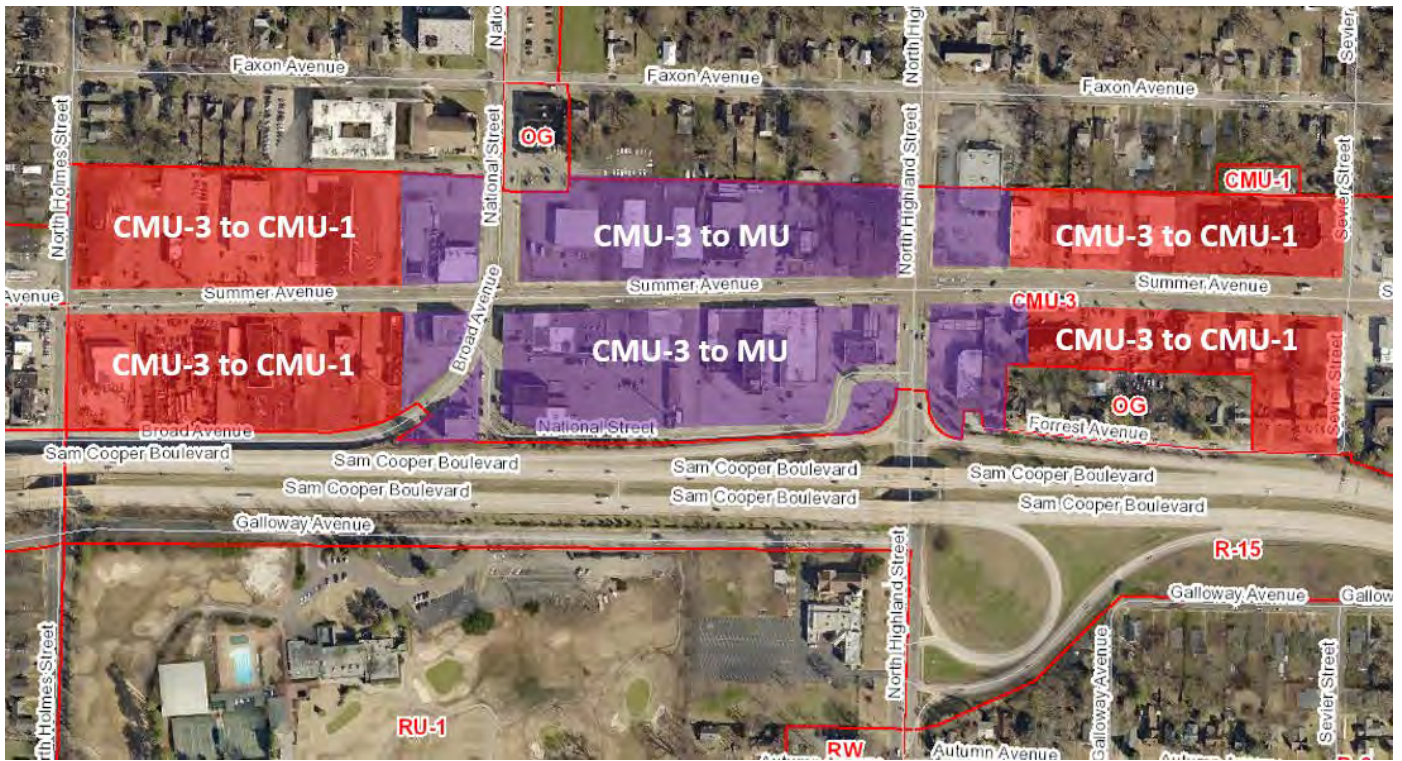 Faxon Avenue
Faxon Avenue
Faxon Avenue
North Holmes Street
National Street
North Highland Street
Sevier Street
OG
CMU-1
CMU-3 to CMU-1
CMU-3 to MU
CMU-3 to CMU-1
Avenue
Summer Avenue
Summer Avenue
Summer Avenue
CMU-3
Broad Avenue
CMU-3 to CMU-1
CMU-3 to MU
CMU-3 to CMU-1
Sevier Street
OG
Broad Avenue
National Street
Forrest Avenue
Sam Cooper Boulevard
Sam Cooper Boulevard
Sam Cooper Boulevard
Sam Cooper Boulevard
Sam Cooper Boulevard
Sam Cooper Boulevard
Sam Cooper Boulevard
Galloway Avenue
R-15
Galloway Avenue
Gallow
North Highland Street
Galloway Avenue
Sevier Street
th Holmes Street
RU-1
RW
Autumn Avenue